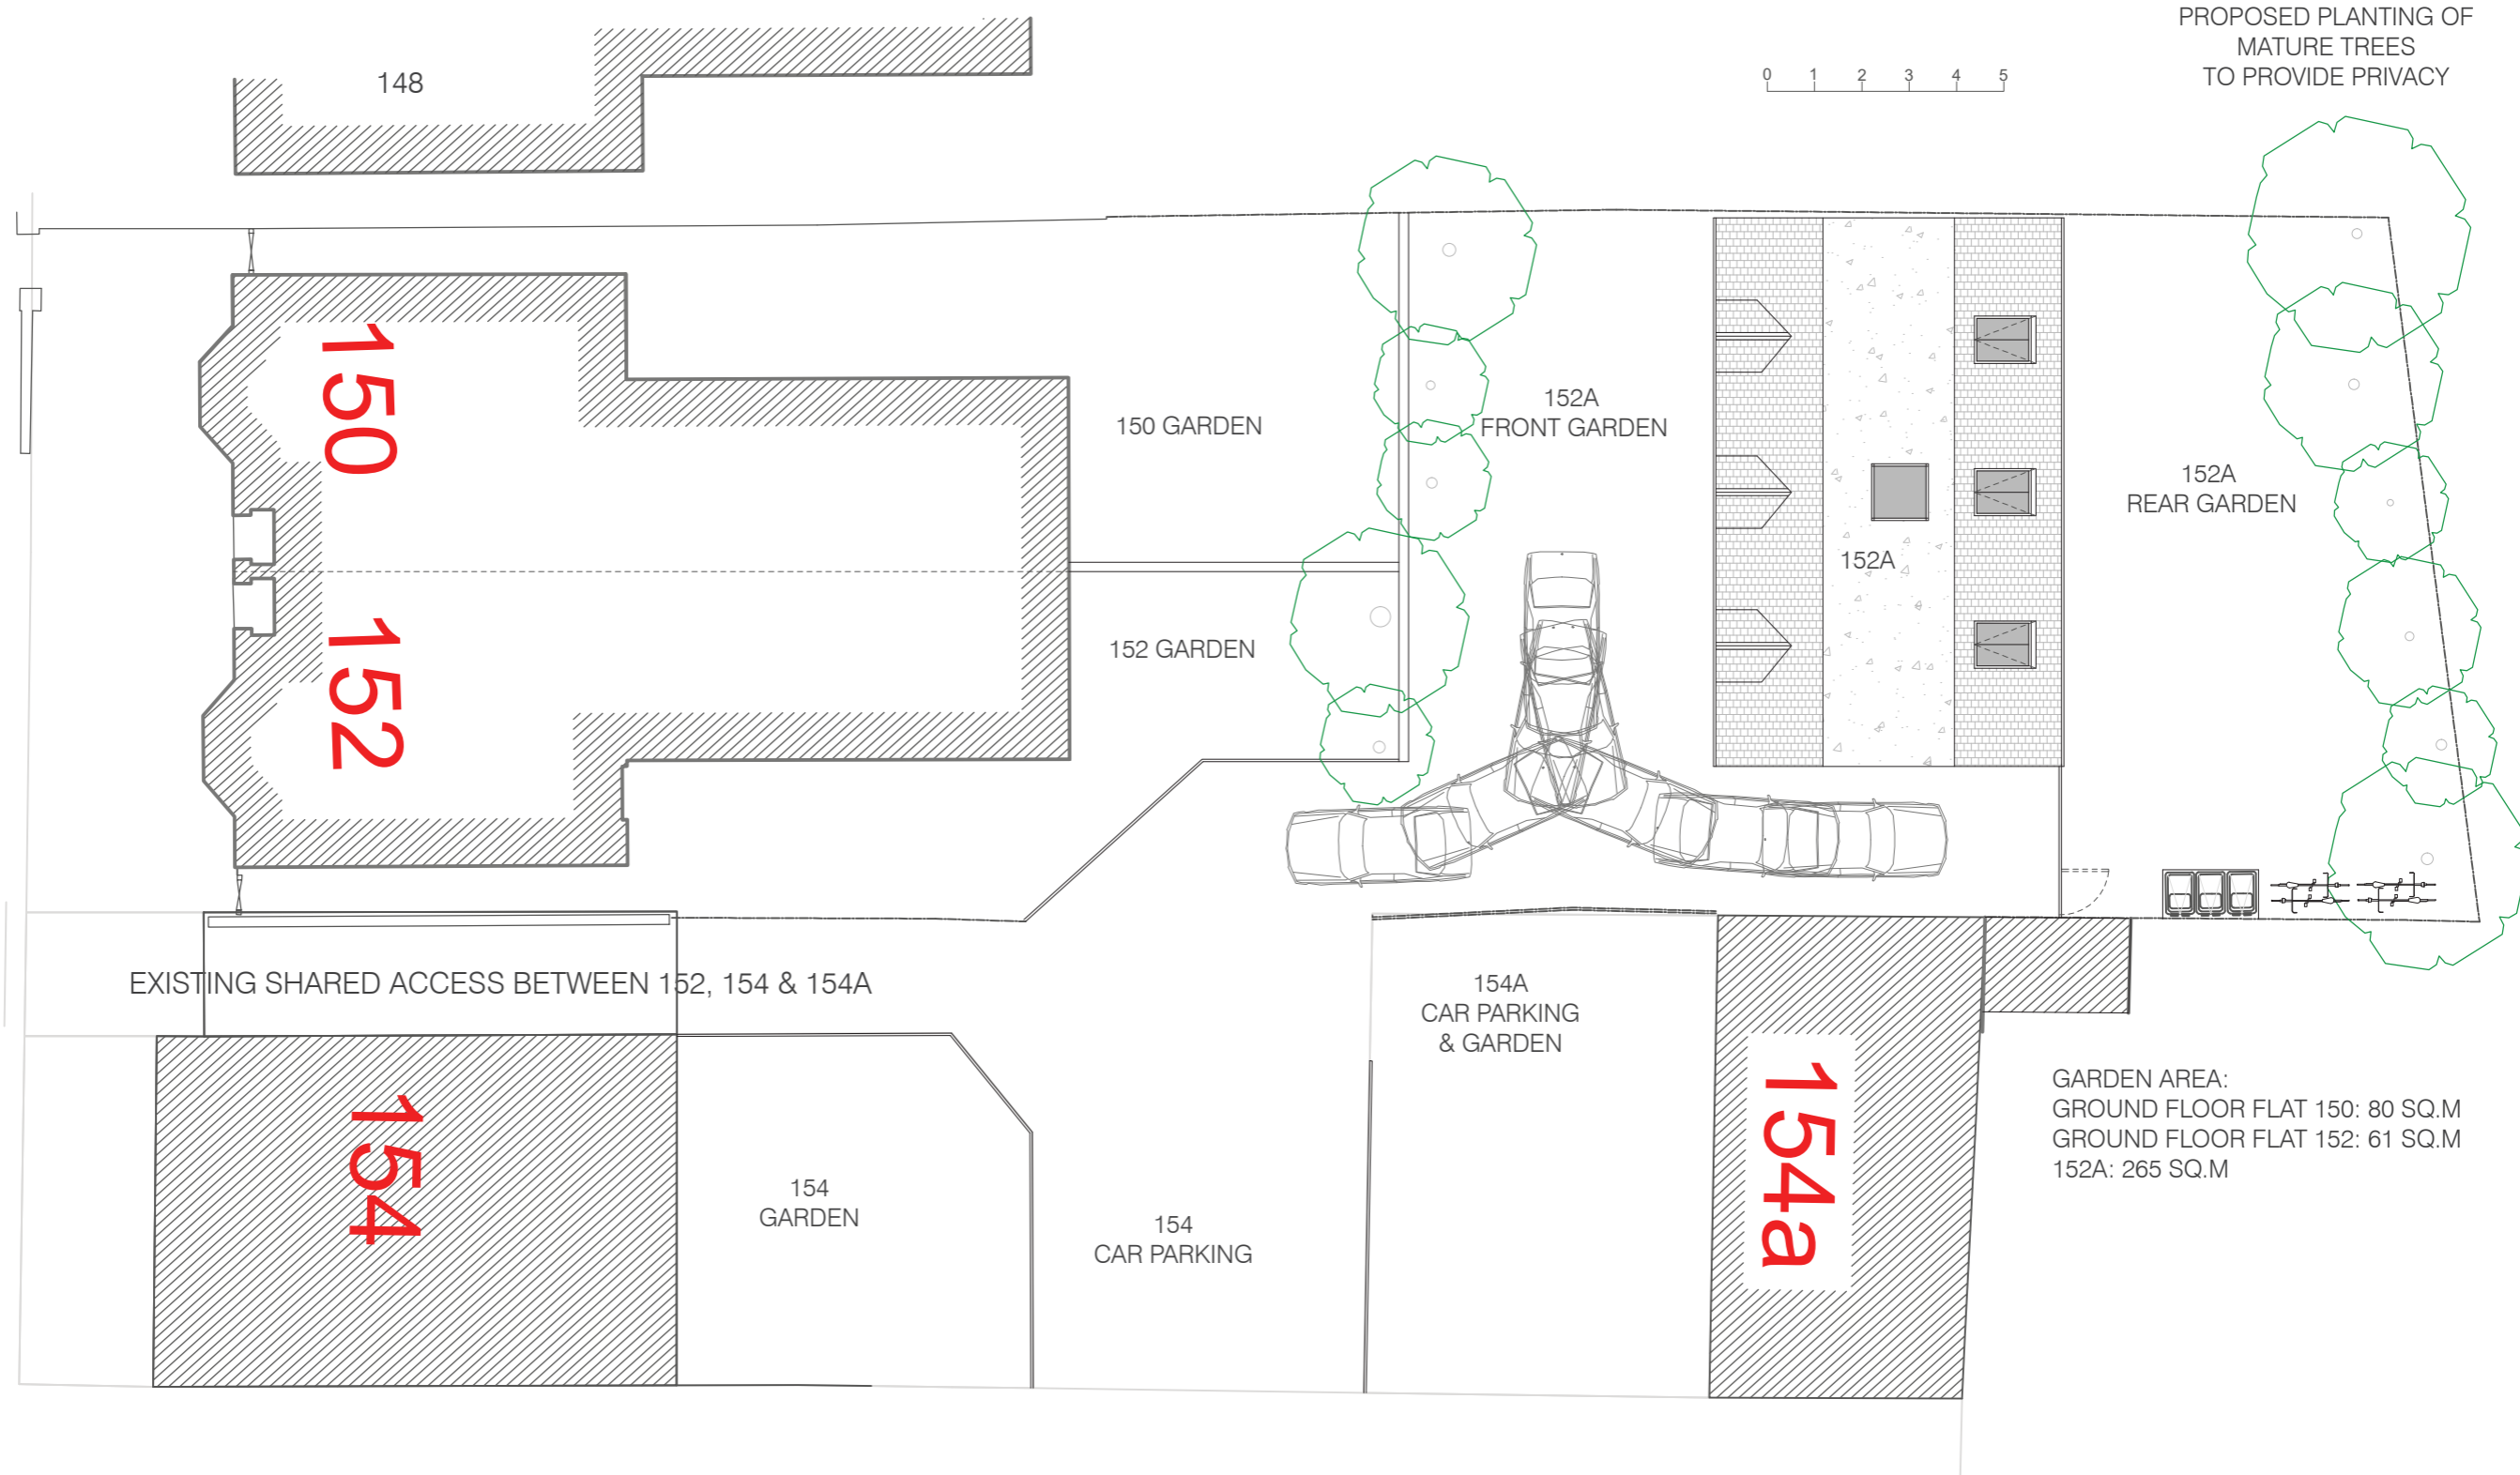 PROPOSED PLANTING OF
MATURE TREES
TO PROVIDE PRIVACY
148
0 1 2 3 4 5
150
150 GARDEN
152A
FRONT GARDEN
152A
REAR GARDEN
152A
152
152 GARDEN
EXISTING SHARED ACCESS BETWEEN 152, 154 & 154A
154A
CAR PARKING
& GARDEN
154
154
GARDEN
154
CAR PARKING
154a
GARDEN AREA:
GROUND FLOOR FLAT 150: 80 SQ.M
GROUND FLOOR FLAT 152: 61 SQ.M
152A: 265 SQ.M